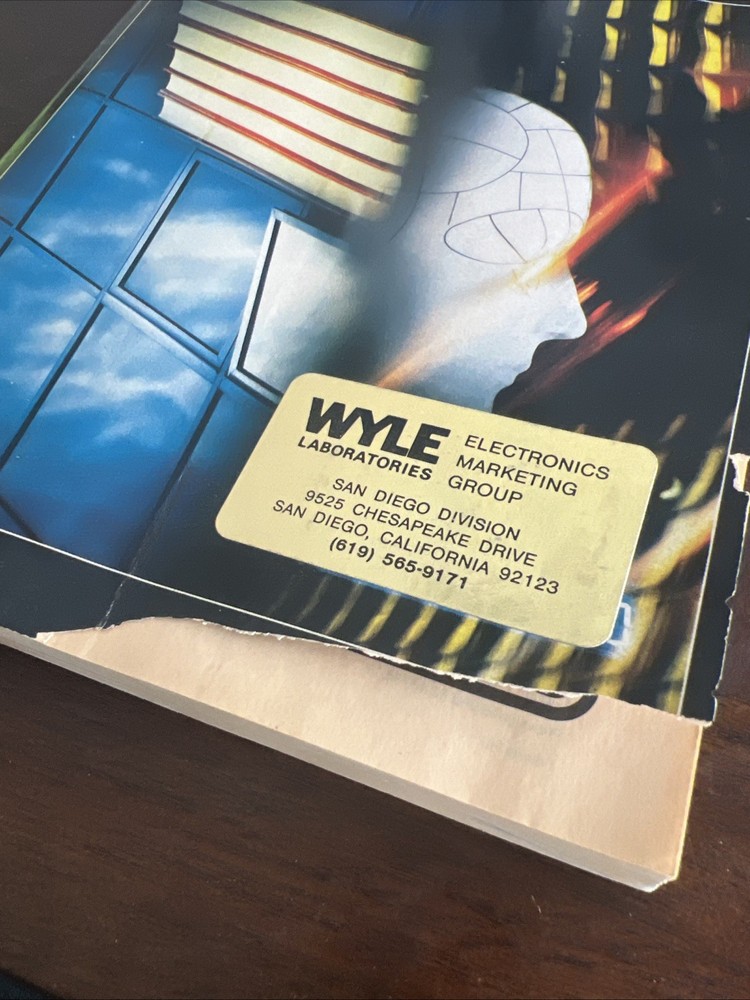 WYLE
LABORATORIES
ELECTRONICS
MARKETING
GROUP
SAN DIEGO DIVISION
9525 CHESAPEAKE DRIVE
SAN DIEGO, CALIFORNIA 92123
(619) 565-9171